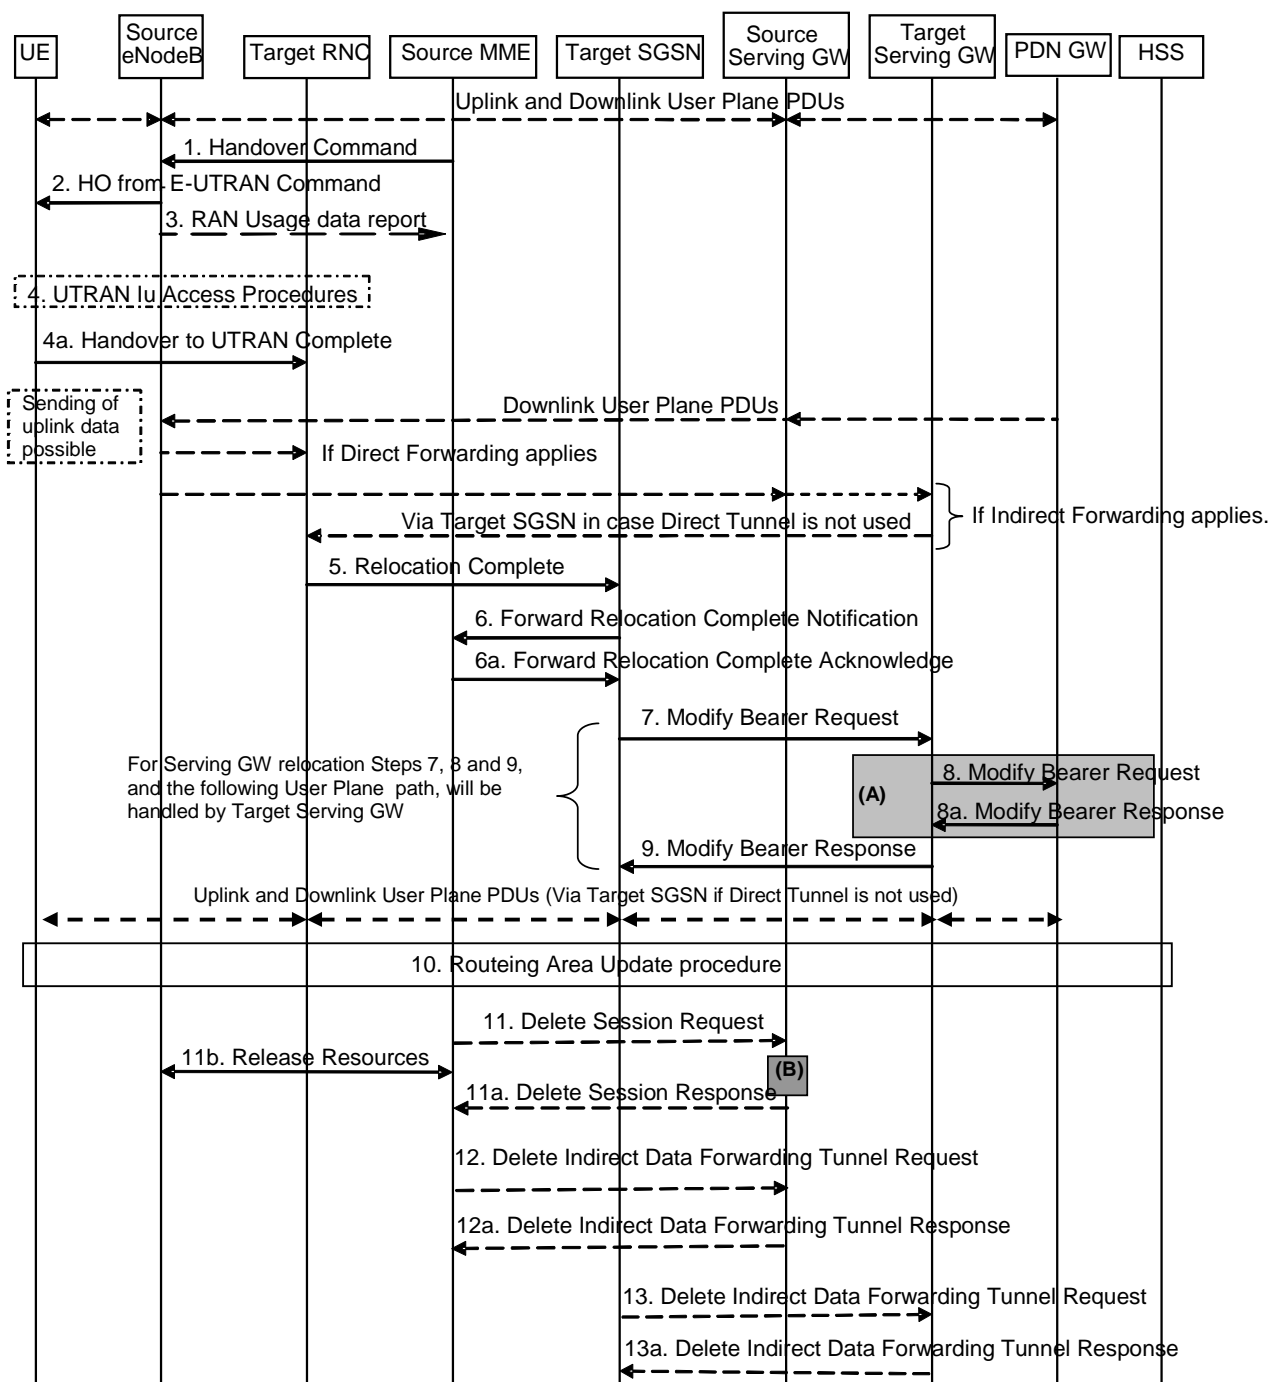 UE
Source
eNodeB
Target RNC
Source MME
Target SGSN
Source
Serving GW
Target
Serving GW
PDN GW
HSS
Uplink and Downlink User Plane PDUs
1. Handover Command
2. HO from E-UTRAN Command
3. RAN Usage data report
4. UTRAN Iu Access Procedures
4a. Handover to UTRAN Complete
Sending of
uplink data
possible
Downlink User Plane PDUs
If Direct Forwarding applies
Via Target SGSN in case Direct Tunnel is not used
If Indirect Forwarding applies.
5. Relocation Complete
6. Forward Relocation Complete Notification
6a. Forward Relocation Complete Acknowledge
7. Modify Bearer Request
For Serving GW relocation Steps 7, 8 and 9,
and the following User Plane path, will be
handled by Target Serving GW
(A)
8. Modify Bearer Request
8a. Modify Bearer Response
9. Modify Bearer Response
Uplink and Downlink User Plane PDUs (Via Target SGSN if Direct Tunnel is not used)
10. Routeing Area Update procedure
11. Delete Session Request
11b. Release Resources
(B)
11a. Delete Session Response
12. Delete Indirect Data Forwarding Tunnel Request
12a. Delete Indirect Data Forwarding Tunnel Response
13. Delete Indirect Data Forwarding Tunnel Request
13a. Delete Indirect Data Forwarding Tunnel Response